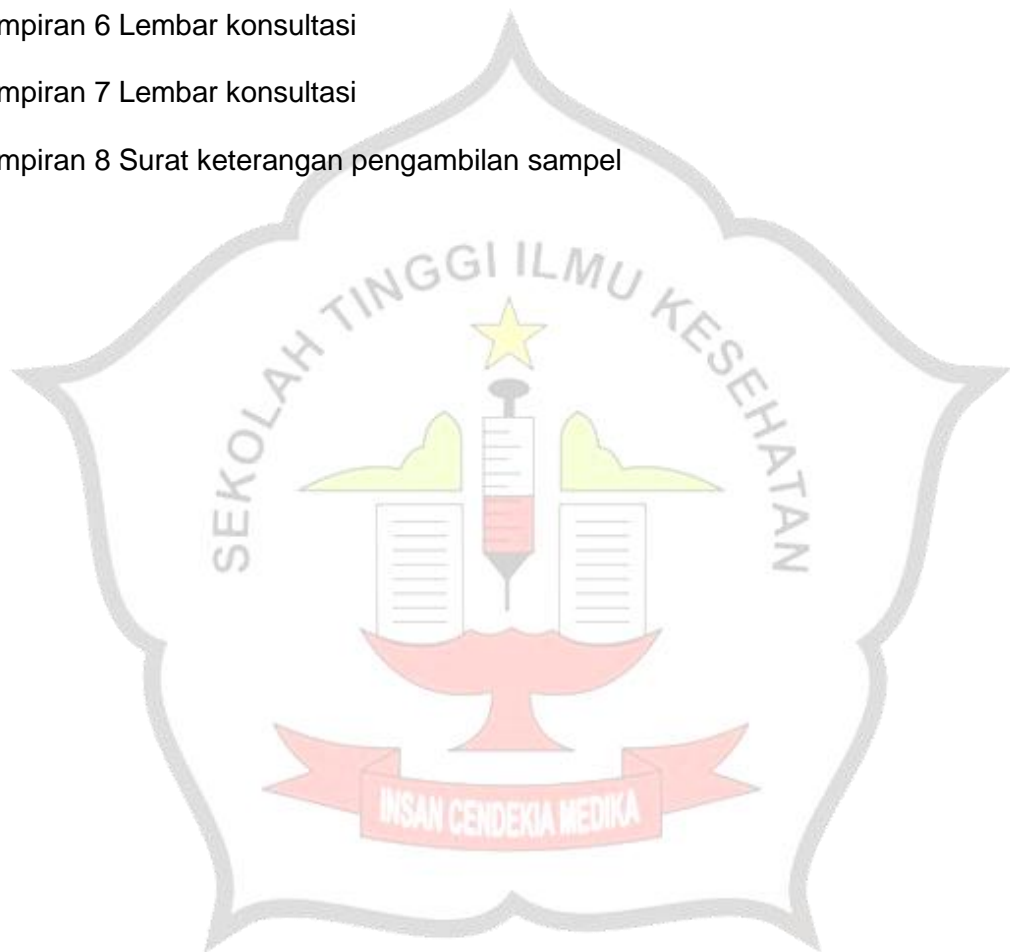 mpiran 6 Lembar konsultasi
mpiran 7 Lembar konsultasi
mpiran 8 Surat keterangan pengambilan sampel
SEKOLAH TINGGI ILMU KESEHATAN
INSAN CENDEKIA MEDIKA